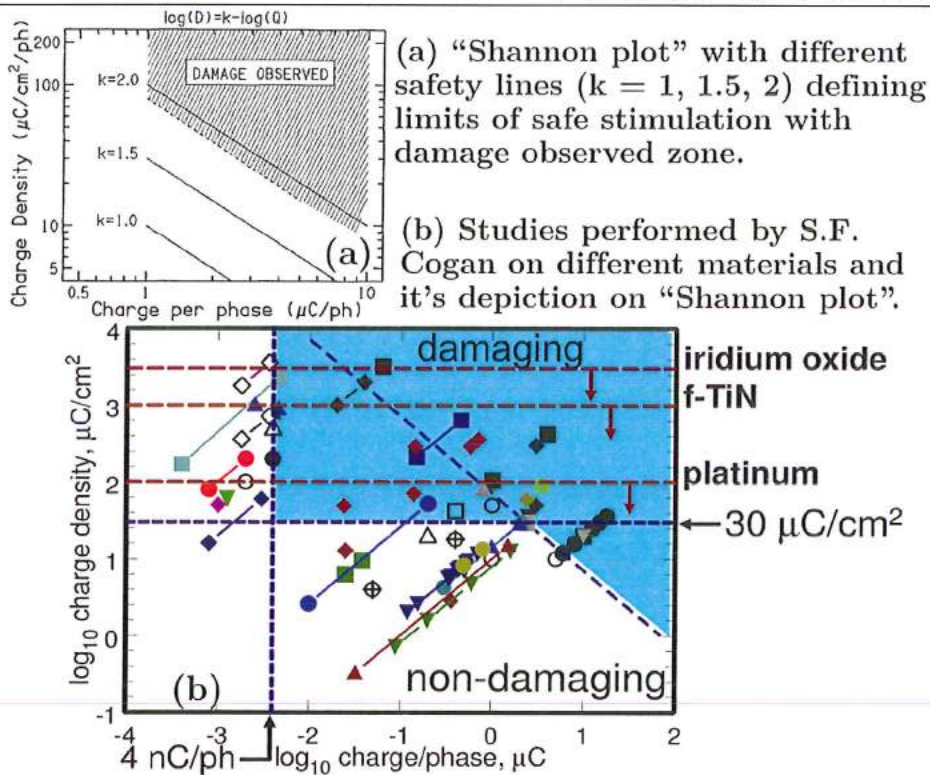 log(D)=k-log(Q)
200
100
10
5
Charge Density (μC/cm²/ph)
DAMAGE OBSERVED
k=2.0
k=1.5
k=1.0
(a)
0.5
1
10
Charge per phase (μC/ph)
(a) “Shannon plot” with different
safety lines (k = 1, 1.5, 2) defining
limits of safe stimulation with
damage observed zone.
(b) Studies performed by S.F.
Cogan on different materials and
it's depiction on “Shannon plot”.
4
3
2
1
0
-1
log₁₀ charge density, μC/cm²
damaging
non-damaging
(b)
iridium oxide
f-TiN
platinum
30 μC/cm²
-4
-3
-2
-1
0
1
2
4 nC/ph
log₁₀ charge/phase, μC